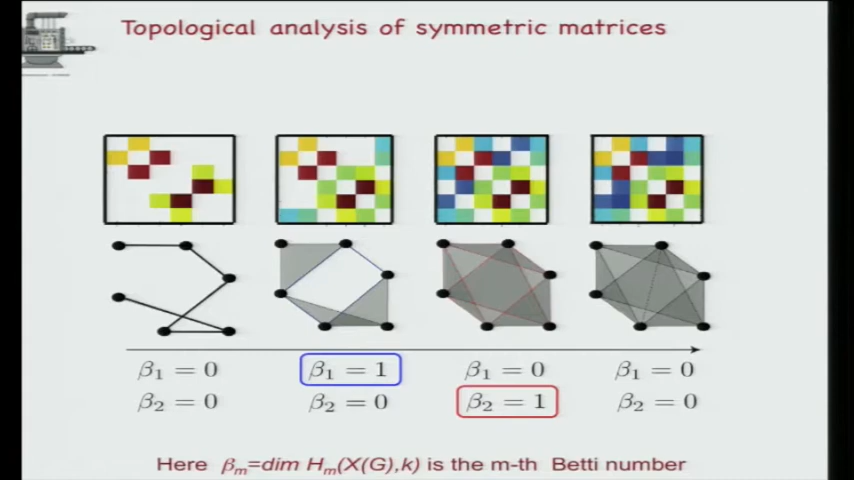 Topological analysis of symmetric matrices
β₁ = 0
β₁ = 1
β₁ = 0
β₁ = 0
β₂ = 0
β₂ = 0
β₂ = 1
β₂ = 0
Here βₘ=dim Hₘ(X(G),k) is the m-th Betti number